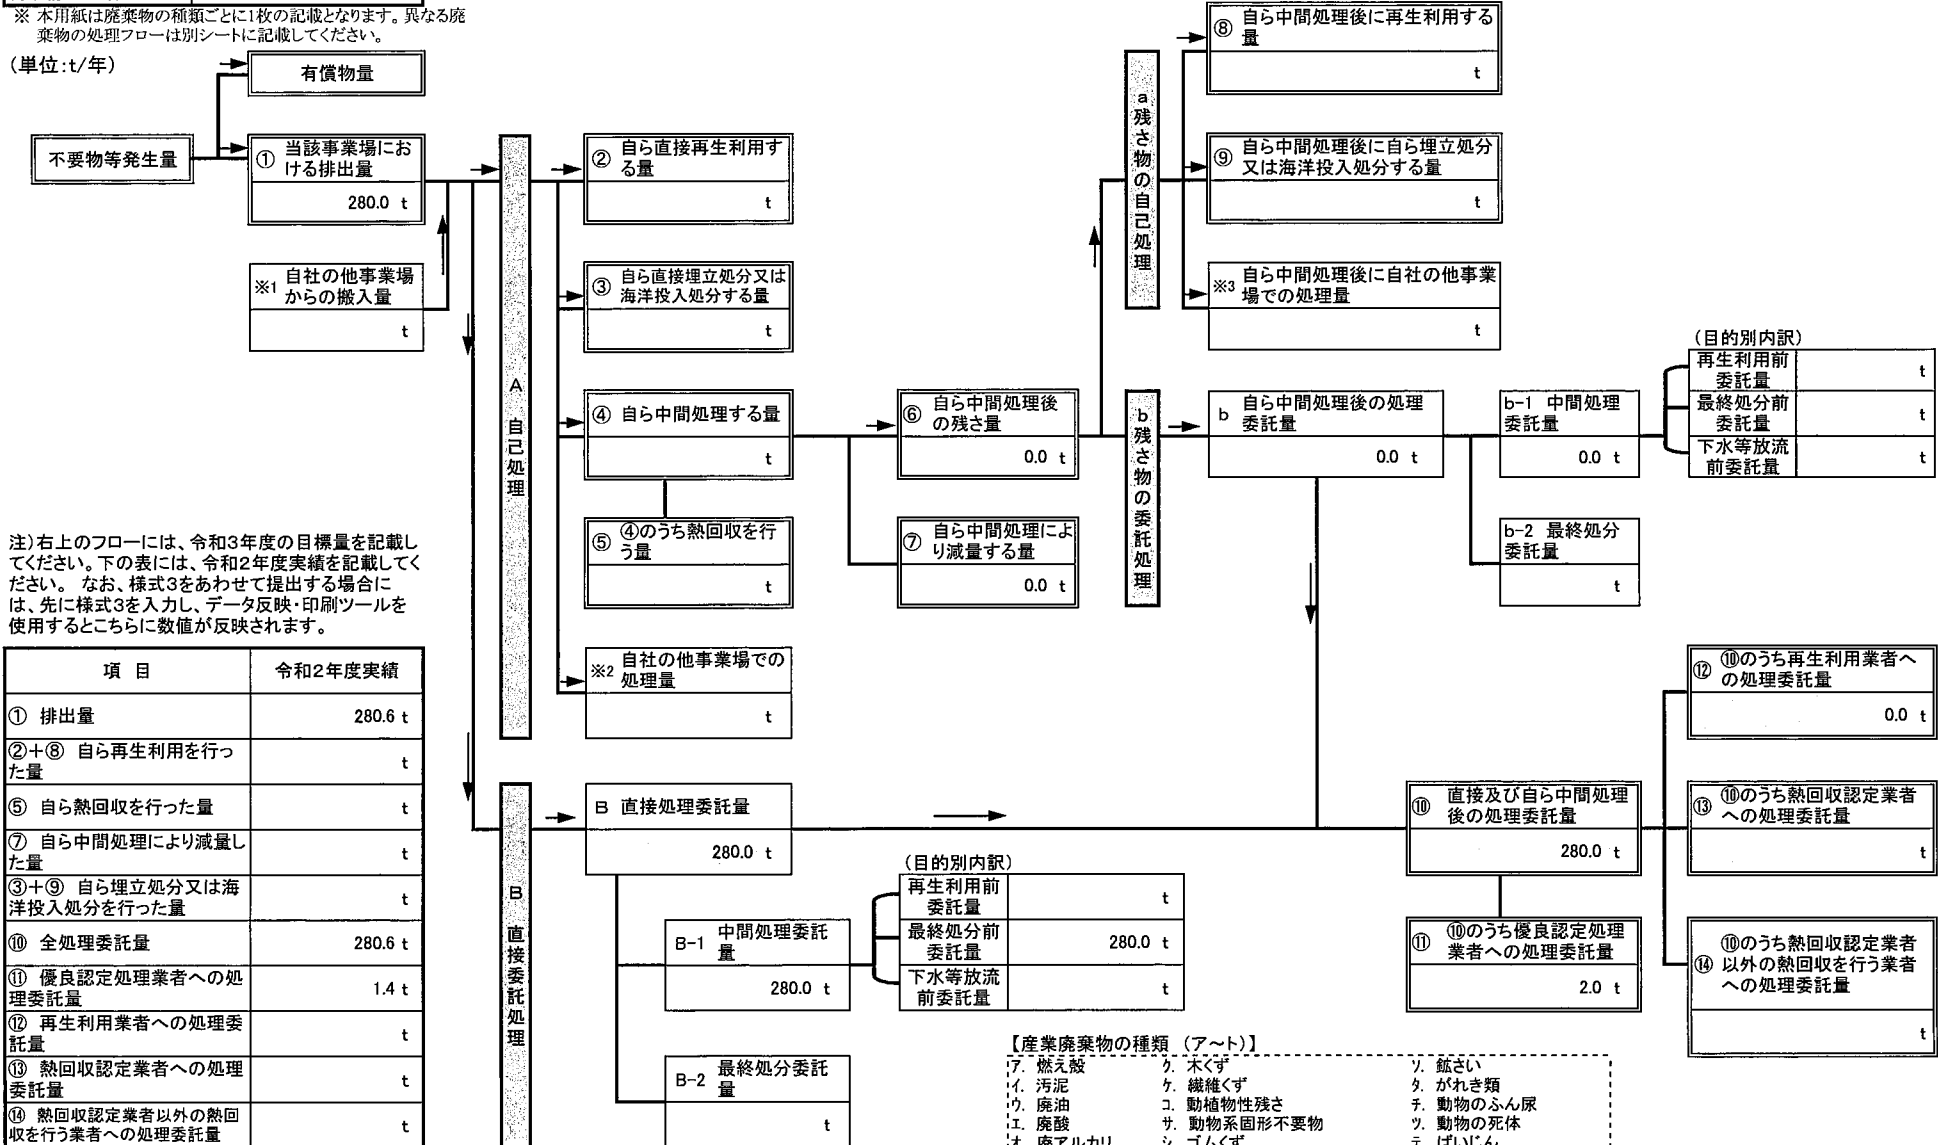 ※ 本用紙は廃棄物の種類ごとに1枚の記載となります。異なる廃
棄物の処理フローは別シートに記載してください。
(単位:t/年)
有償物量
不要物等発生量
① 当該事業場にお
ける排出量
280.0 t
※1 自社の他事業場
からの搬入量
t
A 自己処理
② 自ら直接再生利用す
る量
t
③ 自ら直接埋立処分又は
海洋投入処分する量
t
④ 自ら中間処理する量
t
⑤ ④のうち熱回収を行
う量
t
※2 自社の他事業場での
処理量
t
⑥ 自ら中間処理後
の残さ量
0.0 t
⑦ 自ら中間処理によ
り減量する量
0.0 t
a 残さ物の自己処理
⑧ 自ら中間処理後に再生利用する
量
t
⑨ 自ら中間処理後に自ら埋立処分
又は海洋投入処分する量
t
※3 自ら中間処理後に自社の他事業
場での処理量
t
b 残さ物の委託処理
b 自ら中間処理後の処理
委託量
0.0 t
b-1 中間処理
委託量
0.0 t
(目的別内訳)
再生利用前
委託量
t
最終処分前
委託量
t
下水等放流
前委託量
t
b-2 最終処分
委託量
t
注)右上のフローには、令和3年度の目標量を記載し
てください。下の表には、令和2年度実績を記載してく
ださい。 なお、様式3をあわせて提出する場合に
は、先に様式3を入力し、データ反映・印刷ツールを
使用するとこちらに数値が反映されます。
項 目 令和2年度実績
① 排出量 280.6 t
②+⑧ 自ら再生利用を行っ
た量
t
⑤ 自ら熱回収を行った量 t
⑦ 自ら中間処理により減量し
た量
t
③+⑨ 自ら埋立処分又は海
洋投入処分を行った量
t
⑩ 全処理委託量 280.6 t
⑪ 優良認定処理業者への処
理委託量
1.4 t
⑫ 再生利用業者への処理委
託量
t
⑬ 熱回収認定業者への処理
委託量
t
⑭ 熱回収認定業者以外の熱回
収を行う業者への処理委託量
t
B 直接委託処理
B 直接処理委託量
280.0 t
B-1 中間処理委託
量
280.0 t
(目的別内訳)
再生利用前
委託量
t
最終処分前
委託量
280.0 t
下水等放流
前委託量
t
B-2 最終処分委託
量
t
⑩ 直接及び自ら中間処理
後の処理委託量
280.0 t
⑪ ⑩のうち優良認定処理
業者への処理委託量
2.0 t
⑫ ⑩のうち再生利用業者へ
の処理委託量
0.0 t
⑬ ⑩のうち熱回収認定業者
への処理委託量
t
⑭ ⑩のうち熱回収認定業者
以外の熱回収を行う業者
への処理委託量
t
【産業廃棄物の種類 (ア~ト)】
ア. 燃え殻 ク. 木くず ソ. 鉱さい
イ. 汚泥 ケ. 繊維くず タ. がれき類
ウ. 廃油 コ. 動植物性残さ チ. 動物のふん尿
エ. 廃酸 サ. 動物系固形不要物 ツ. 動物の死体
オ. 廃アルカリ シ. ゴムくず テ. ばいじん